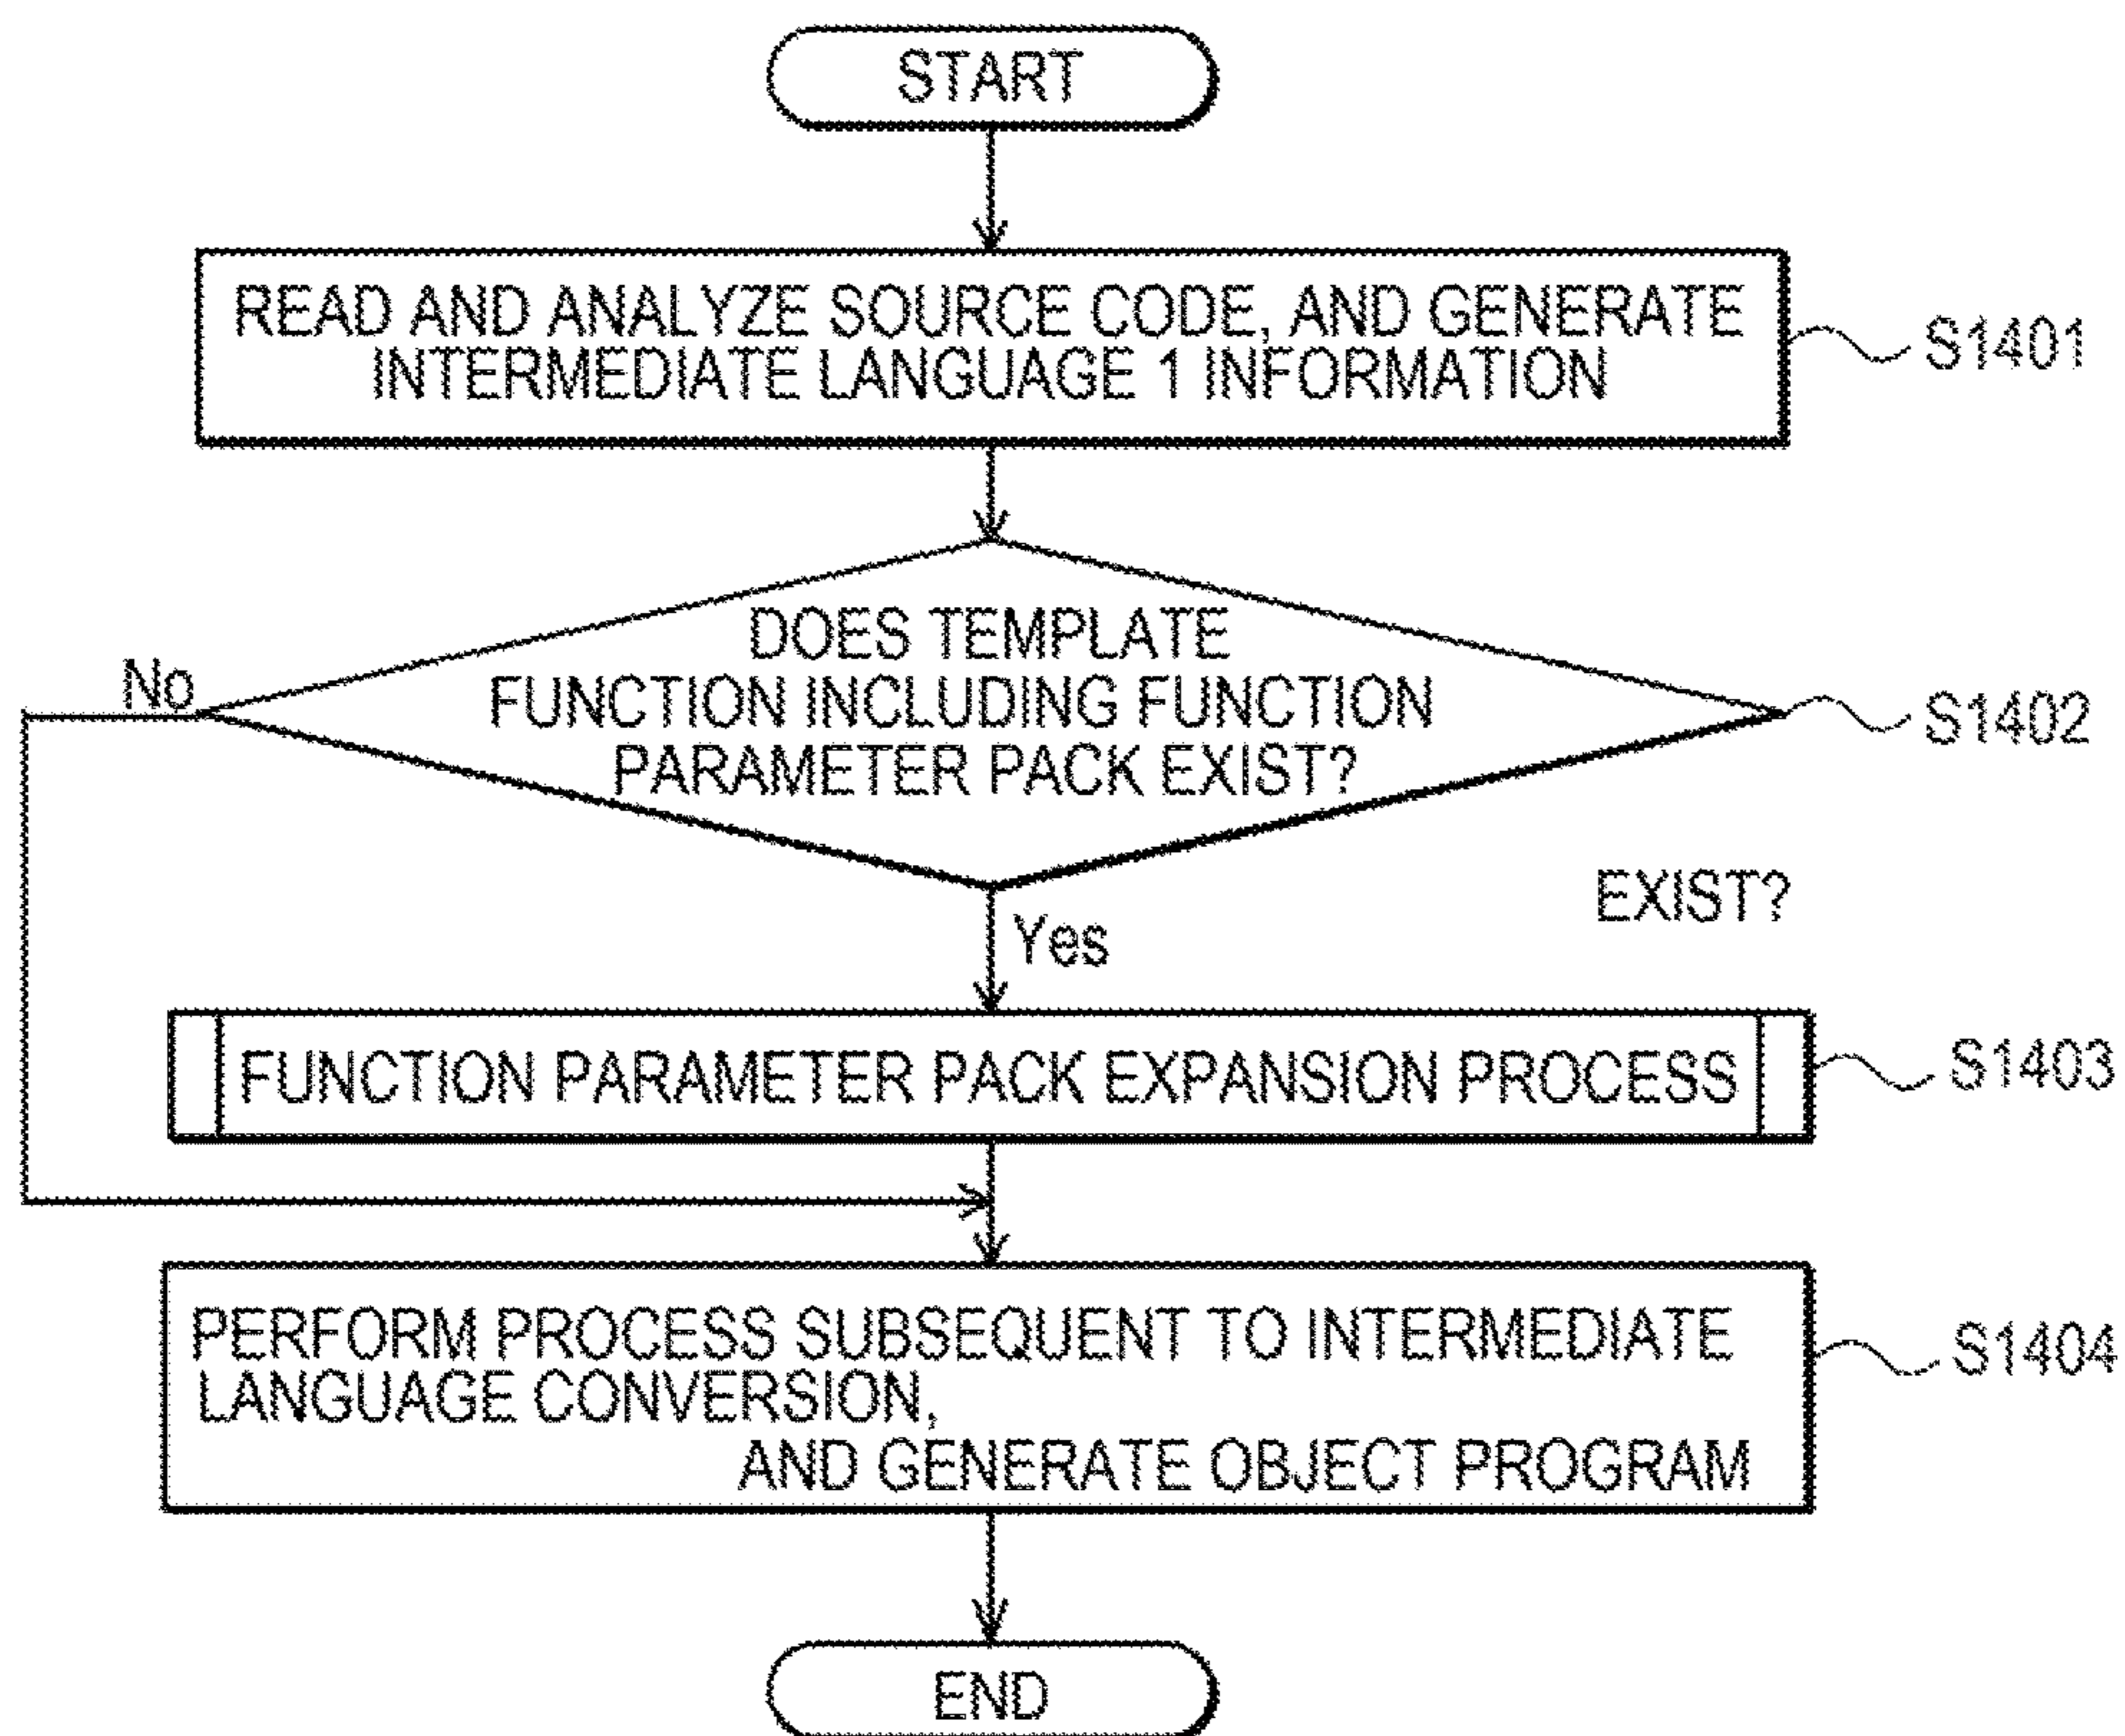 START
READ AND ANALYZE SOURCE CODE, AND GENERATE
INTERMEDIATE LANGUAGE 1 INFORMATION
S1401
DOES TEMPLATE
FUNCTION INCLUDING FUNCTION
PARAMETER PACK EXIST?
No
S1402
EXIST?
Yes
FUNCTION PARAMETER PACK EXPANSION PROCESS
S1403
PERFORM PROCESS SUBSEQUENT TO INTERMEDIATE
LANGUAGE CONVERSION,
AND GENERATE OBJECT PROGRAM
S1404
END